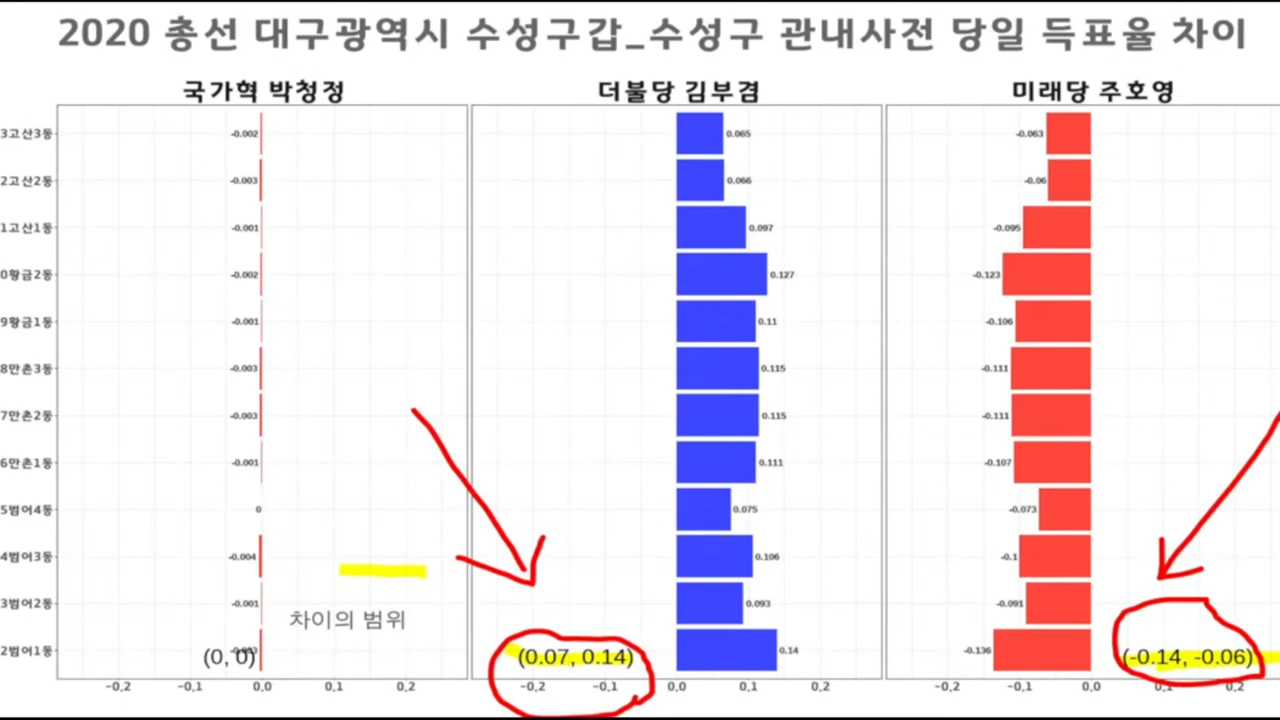 2020 총선 대구광역시 수성구갑_수성구 관내사전 당일 득표율 차이
국가혁 박청정
더불당 김부겸
미래당 주호영
3고산3동 -0.002 0.065 -0.063
2고산2동 -0.003 0.066 -0.06
1고산1동 -0.001 0.097 -0.095
0황금2동 -0.002 0.127 -0.123
9황금1동 -0.001 0.11 -0.106
8만촌3동 -0.003 0.115 -0.111
7만촌2동 -0.003 0.115 -0.111
6만촌1동 -0.001 0.111 -0.107
5범어4동 0 0.075 -0.073
4범어3동 -0.004 0.106 -0.1
3범어2동 -0.001 0.093 -0.091
차이의 범위
2범어1동 (0, 0) (0.07, 0.14) 0.14 -0.136 (-0.14, -0.06)
-0.2 -0.1 0.0 0.1 0.2 -0.2 -0.1 0.0 0.1 0.2 -0.2 -0.1 0.0 0.1 0.2